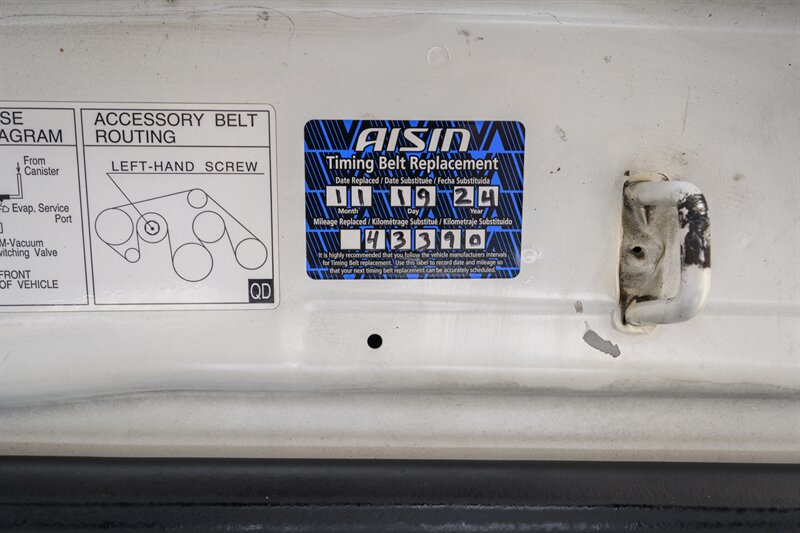 SE
AGRAM
From
Canister
Evap. Service
Port
M-Vacuum
witching Valve
FRONT
OF VEHICLE
ACCESSORY BELT
ROUTING
LEFT-HAND SCREW
QD
AISIN
Timing Belt Replacement
Date Replaced / Date Substituée / Fecha Substituida
11 19 24
Month Day Year
Mileage Replaced / Kilométrage Substitué / Kilometraje Substituido
43390
It is highly recommended that you follow the vehicle manufacturers intervals
for Timing Belt replacement. Use this label to record date and mileage so
that your next timing belt replacement can be accurately scheduled.